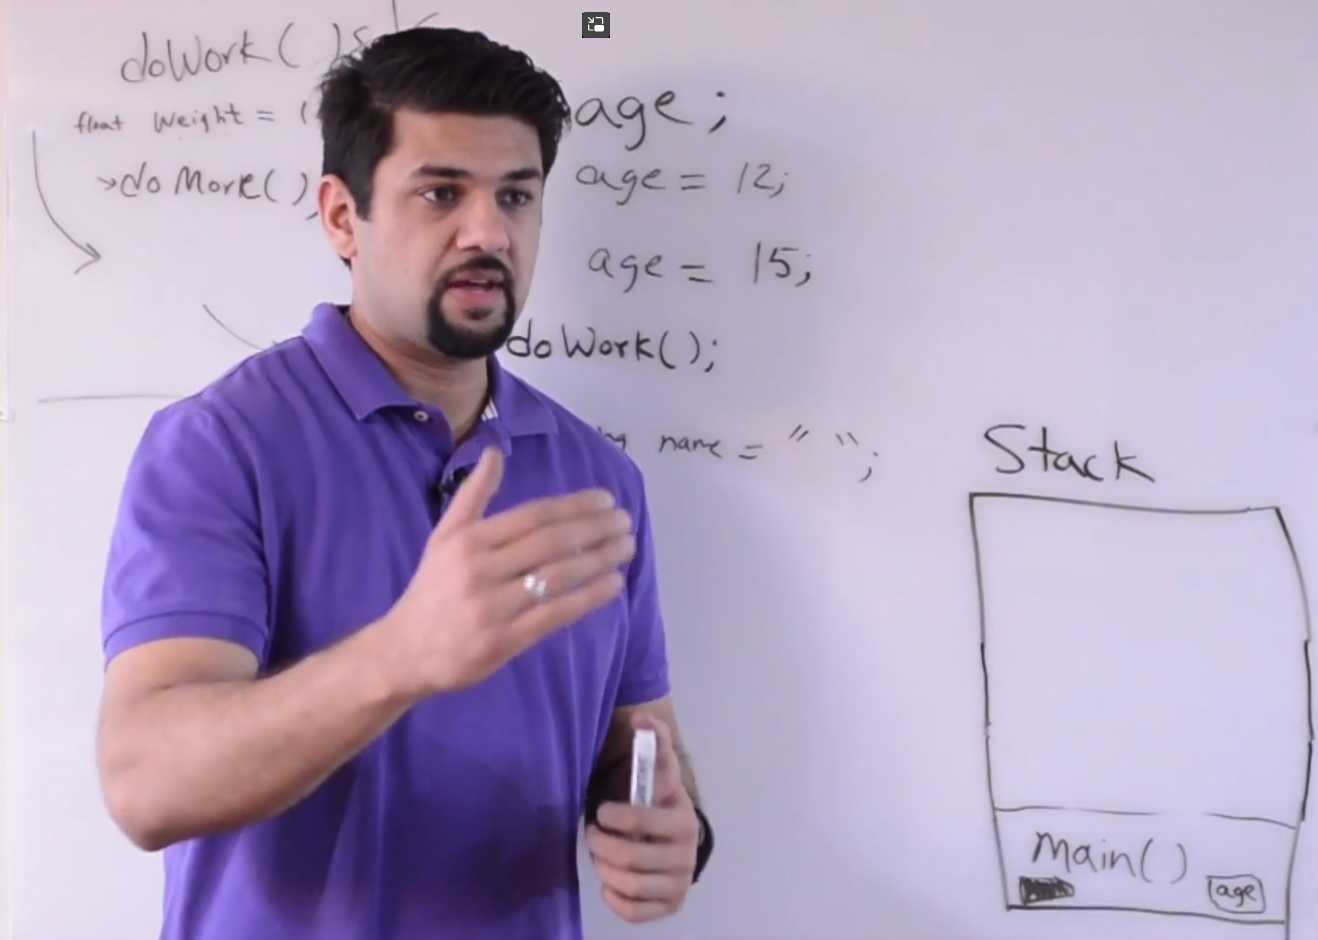 doWork( )
float weight = (
doMore( );
age;
age = 12;
age = 15;
doWork();
name = " ";
Stack
main()
age